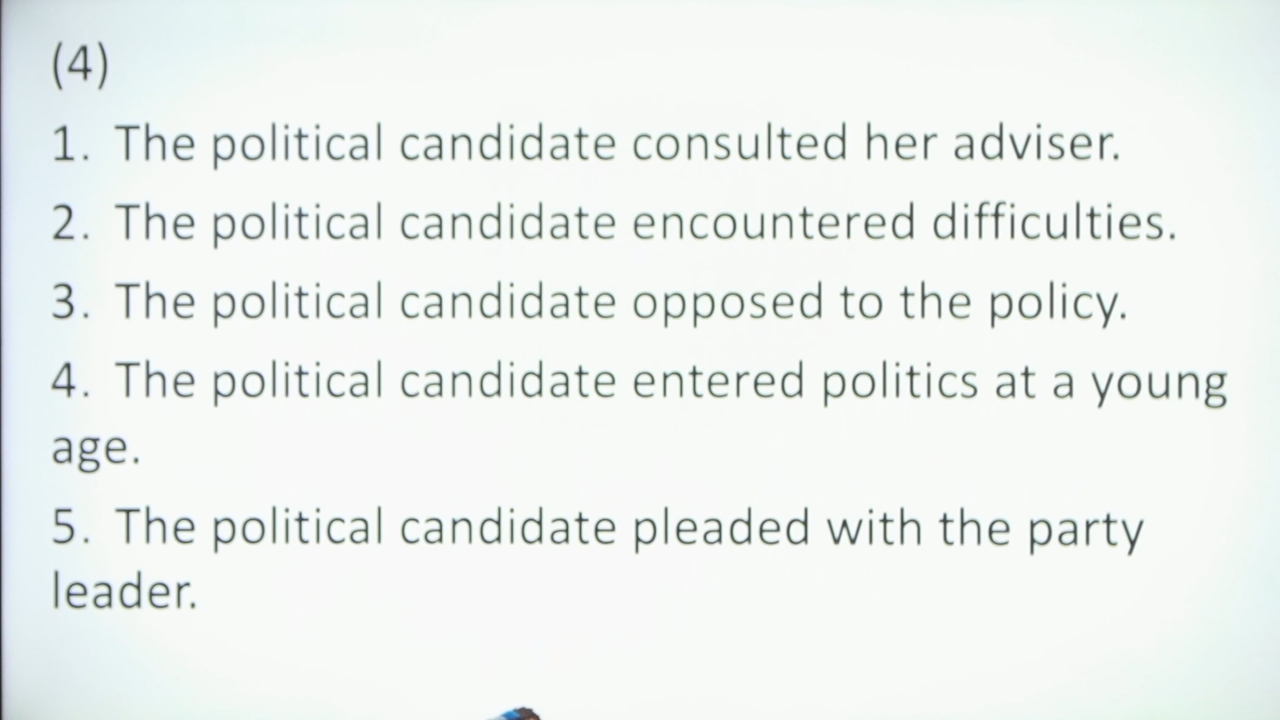 (4)
1. The political candidate consulted her adviser.
2. The political candidate encountered difficulties.
3. The political candidate opposed to the policy.
4. The political candidate entered politics at a young
age.
5. The political candidate pleaded with the party
leader.